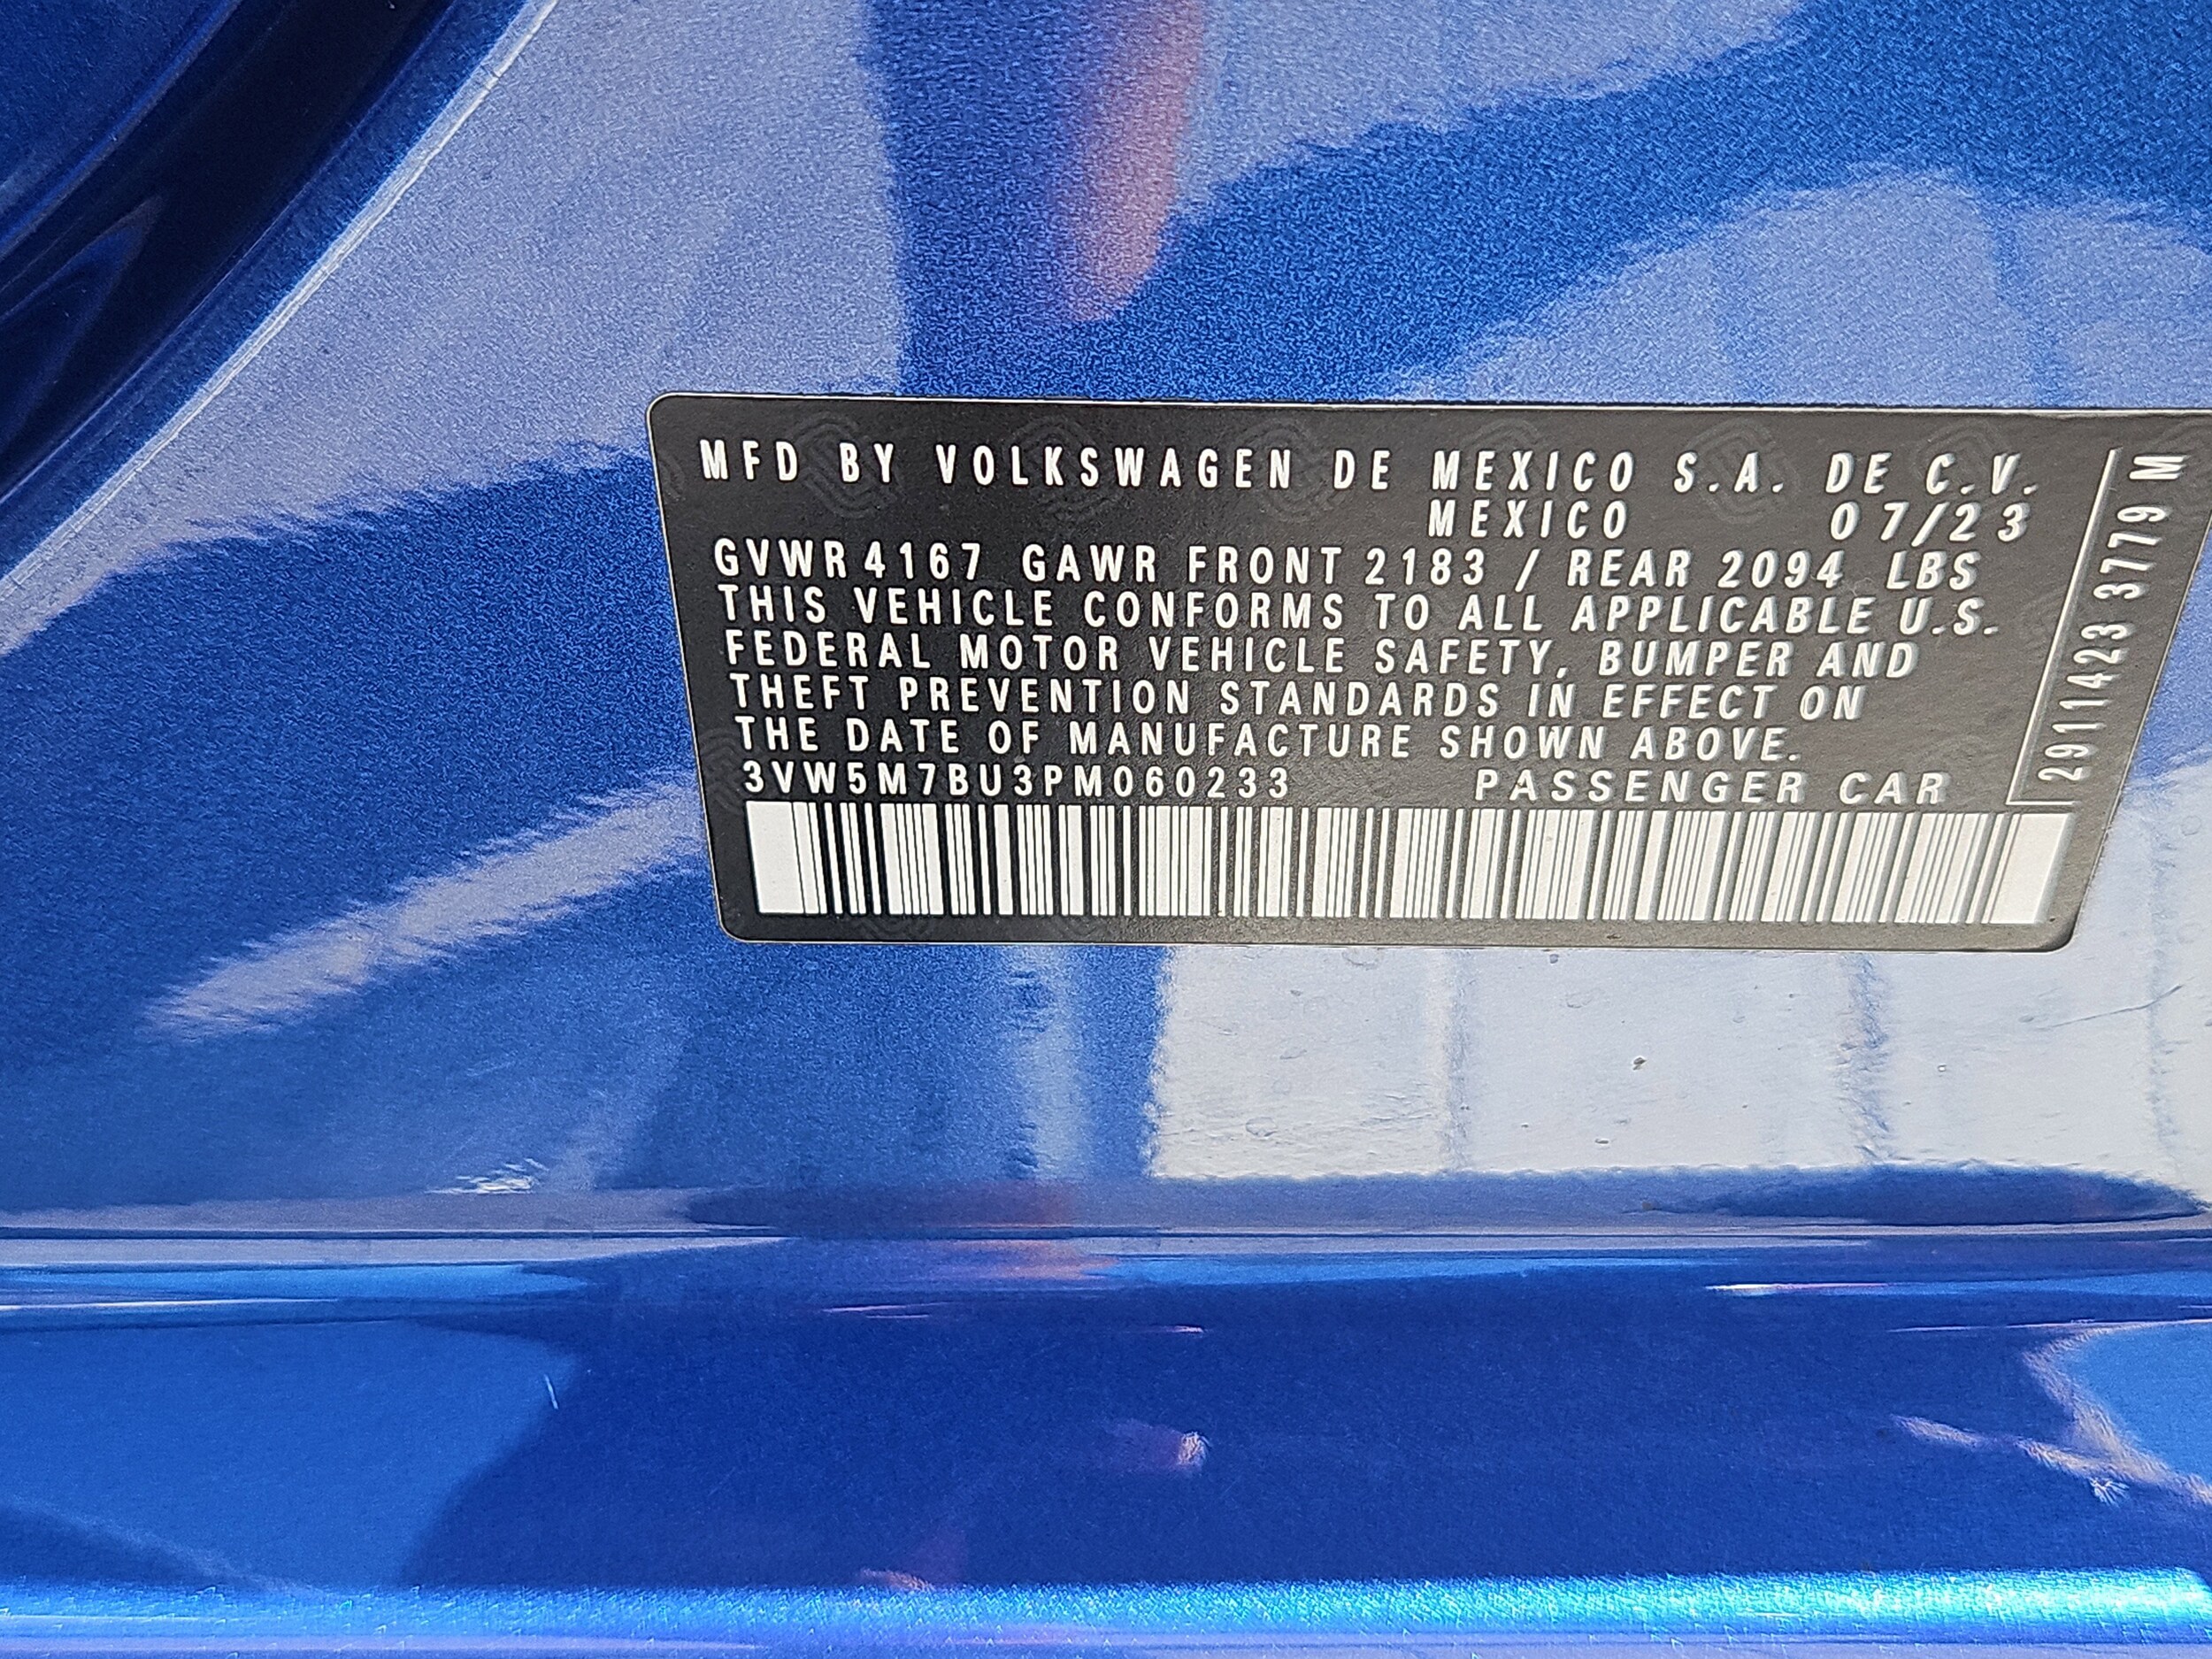 MFD BY VOLKSWAGEN DE MEXICO S.A. DE C.V.
MEXICO 07/23
GVWR 4167 GAWR FRONT 2183 / REAR 2094 LBS
THIS VEHICLE CONFORMS TO ALL APPLICABLE U.S.
FEDERAL MOTOR VEHICLE SAFETY, BUMPER AND
THEFT PREVENTION STANDARDS IN EFFECT ON
THE DATE OF MANUFACTURE SHOWN ABOVE.
3VW5M7BU3PM060233 PASSENGER CAR
2911423 3779 M